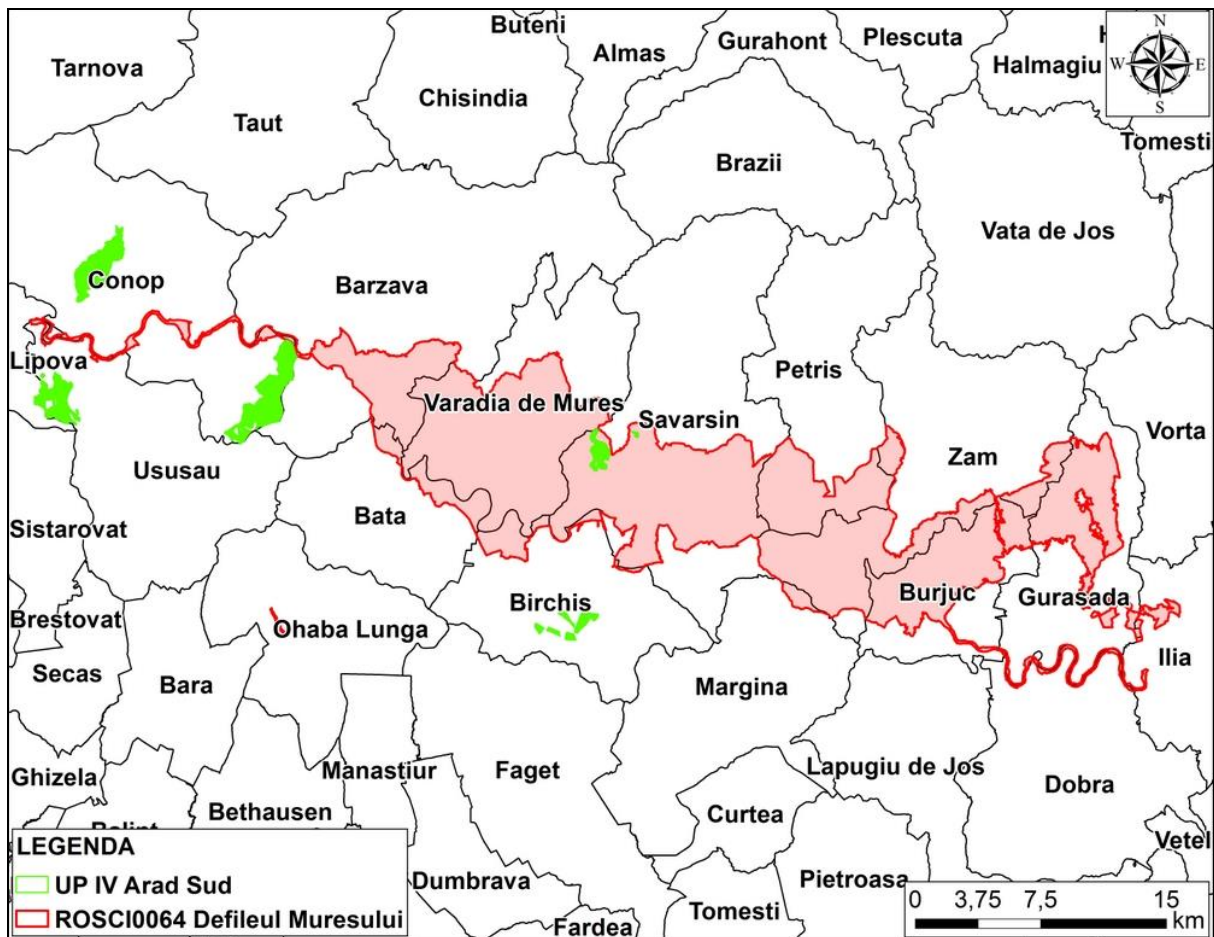 Buteni
Almas
Gurahont
Plescuta
N
Tarnova
Halmagiu
H
W
E
Chisindia
S
Taut
Tomesti
Brazii
Vata de Jos
Conop
Barzava
Lipova
Petris
Varadia de Mures
Savarsin
Vorta
Ususau
Zam
Bata
Sistarovat
Burjuc
Gurasada
Birchis
Brestovat
Ohaba Lunga
Ilia
Secas
Bara
Margina
Ghizela
Manastiur
Faget
Lapugiu de Jos
Dobra
Bethausen
Curtea
Vetel
LEGENDA
UP IV Arad Sud
ROSCI0064 Defileul Muresului
Dumbrava
Pietroasa
Tomesti
Fardea
0 3,75 7,5 15
km